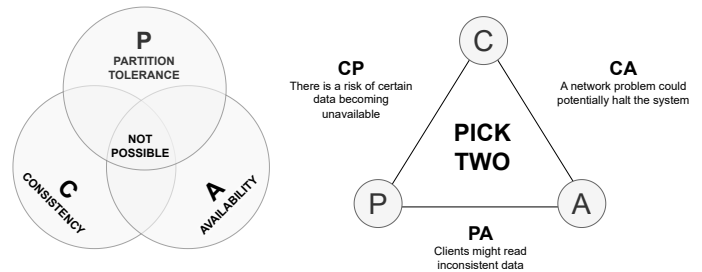 P
PARTITION
TOLERANCE
NOT
POSSIBLE
C
CONSISTENCY
A
AVAILABILITY
C
CP
There is a risk of certain
data becoming
unavailable
CA
A network problem could
potentially halt the system
PICK
TWO
P
A
PA
Clients might read
inconsistent data